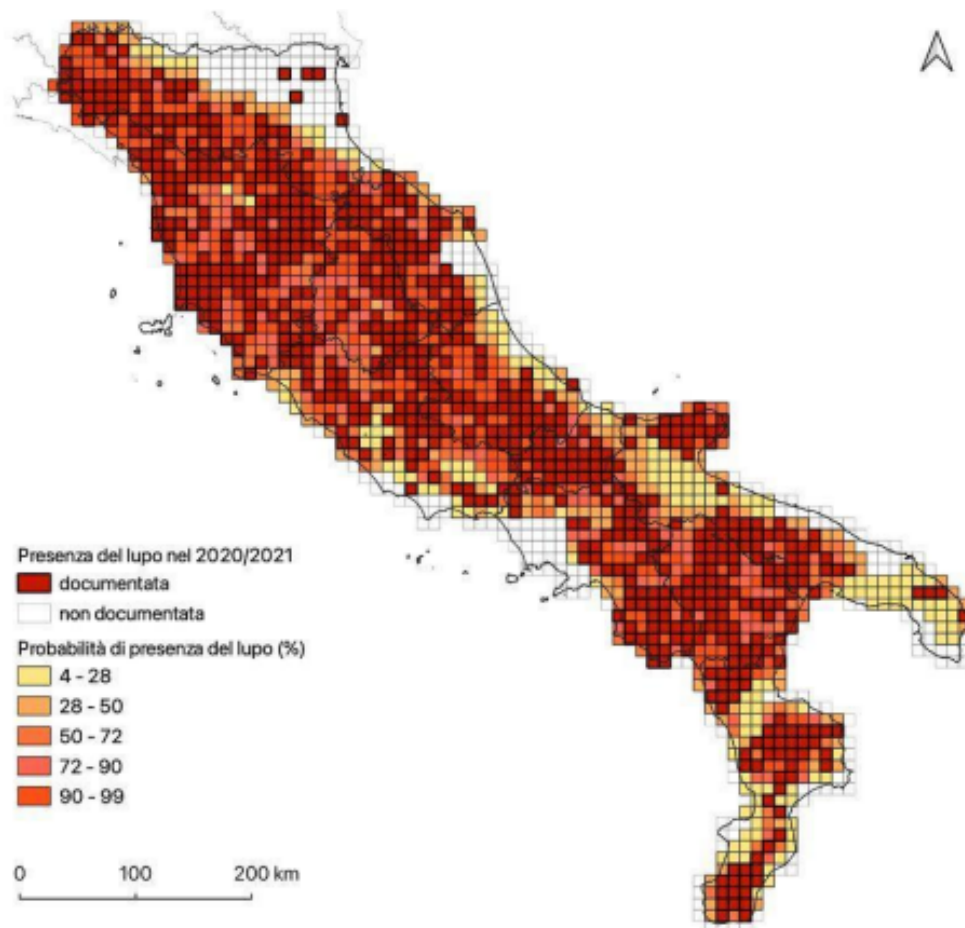 Presenza del lupo nel 2020/2021
documentata
non documentata
Probabilità di presenza del lupo (%)
4 - 28
28 - 50
50 - 72
72 - 90
90 - 99
0 100 200 km